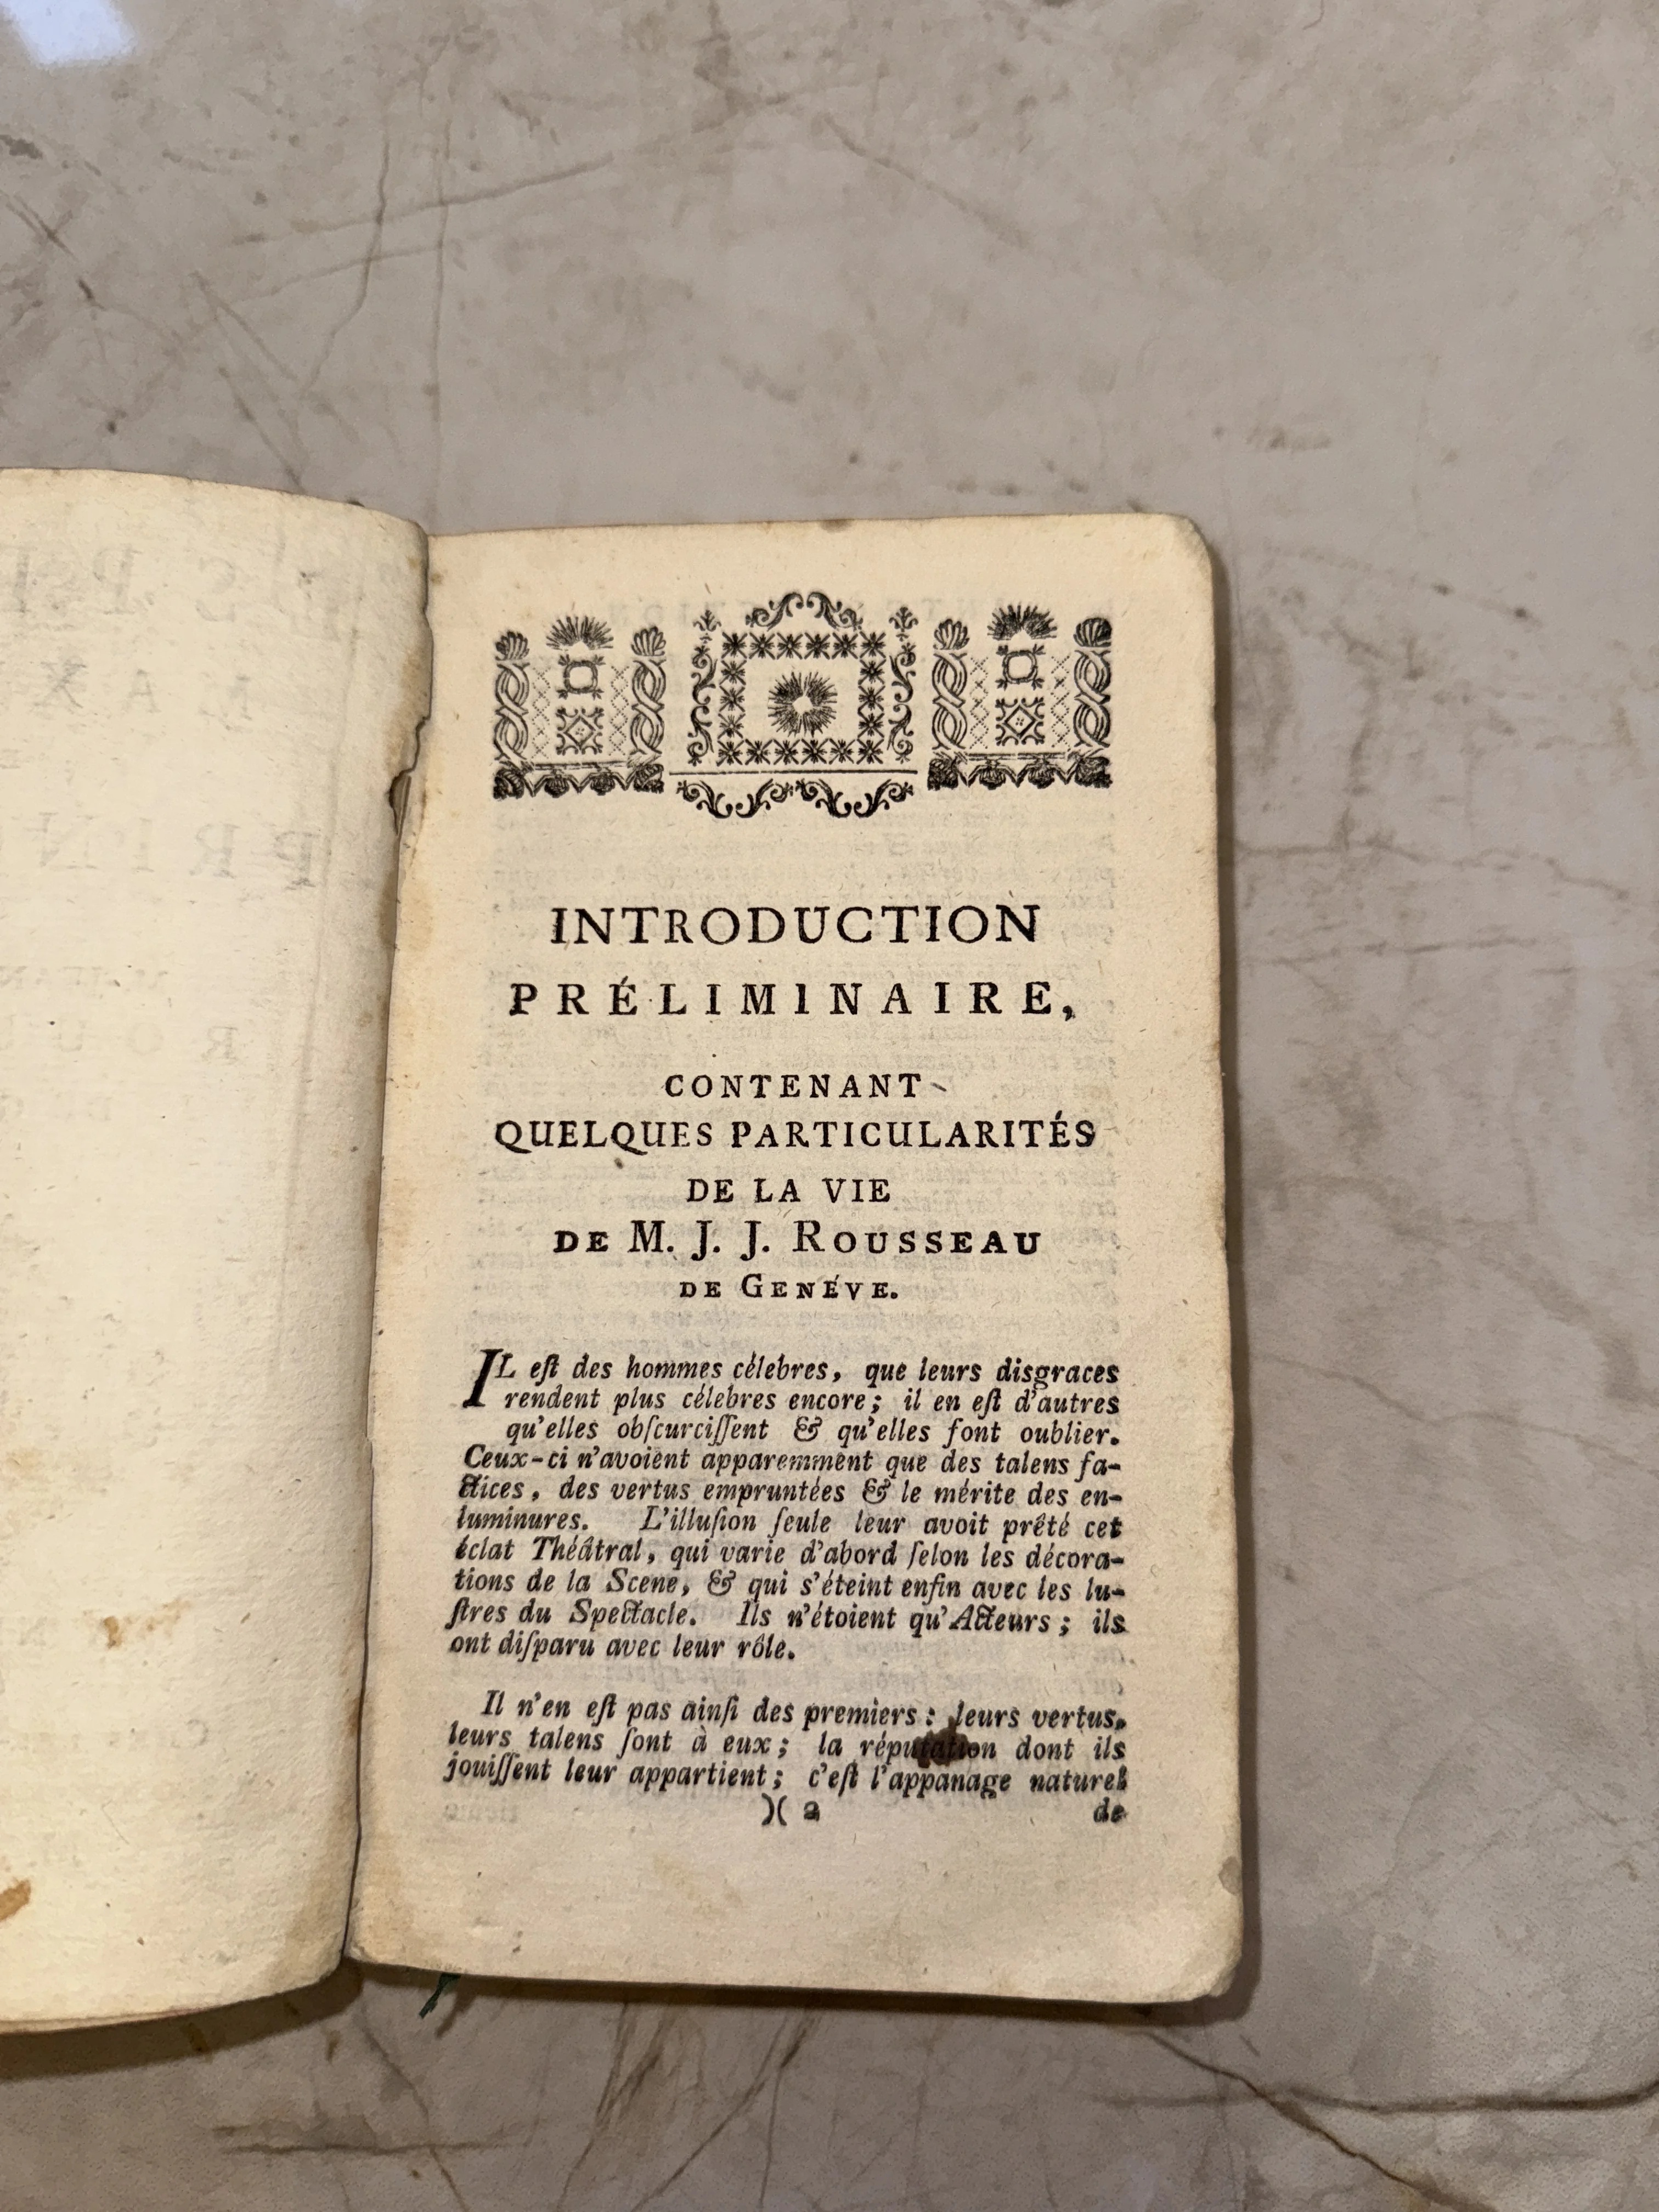 INTRODUCTION
PRÉLIMINAIRE,
CONTENANT
QUELQUES PARTICULARITÉS
DE LA VIE
DE M. J. J. ROUSSEAU
DE GENÉVE.
IL eſt des hommes célebres, que leurs disgraces
rendent plus célebres encore; il en eſt d'autres
qu'elles obſcurciſſent & qu'elles font oublier.
Ceux-ci n'avoient apparemment que des talens fa-
ctices, des vertus empruntées & le mérite des en-
luminures. L'illuſion ſeule leur avoit prêté cet
éclat Théâtral, qui varie d'abord ſelon les décora-
tions de la Scene, & qui s'éteint enfin avec les lu-
ſtres du Spectacle. Ils n'étoient qu'Acteurs; ils
ont diſparu avec leur rôle.
Il n'en eſt pas ainſi des premiers: leurs vertus,
leurs talens ſont à eux; la réputation dont ils
jouiſſent leur appartient; c'eſt l'appanage naturel
)( a de